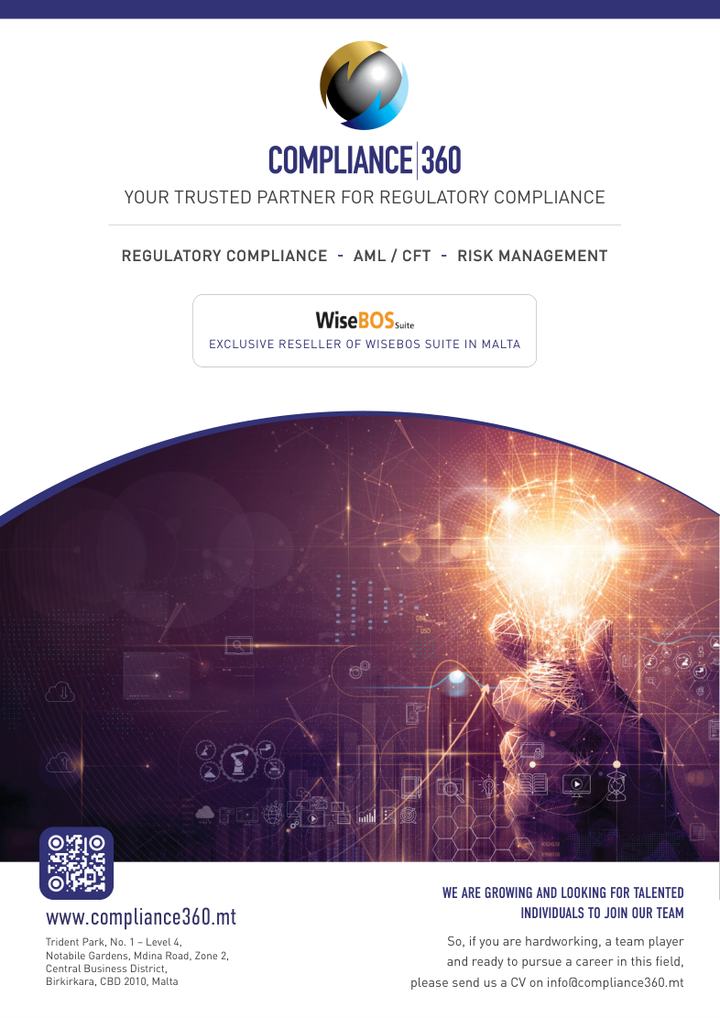 COMPLIANCE|360
YOUR TRUSTED PARTNER FOR REGULATORY COMPLIANCE
REGULATORY COMPLIANCE - AML / CFT - RISK MANAGEMENT
WiseBOS Suite
EXCLUSIVE RESELLER OF WISEBOS SUITE IN MALTA
USD
www.compliance360.mt
Trident Park, No. 1 – Level 4,
Notabile Gardens, Mdina Road, Zone 2,
Central Business District,
Birkirkara, CBD 2010, Malta
WE ARE GROWING AND LOOKING FOR TALENTED
INDIVIDUALS TO JOIN OUR TEAM
So, if you are hardworking, a team player
and ready to pursue a career in this field,
please send us a CV on info@compliance360.mt